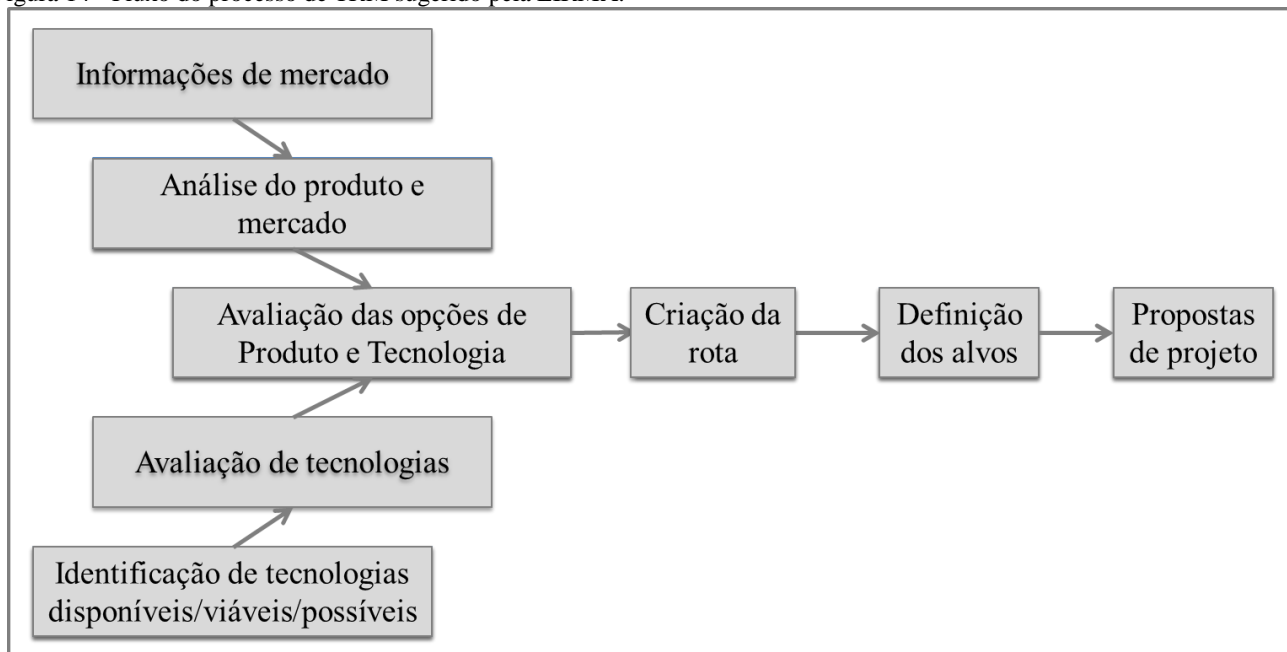 Informações de mercado
Análise do produto e
mercado
Avaliação das opções de
Produto e Tecnologia
Criação da
rota
Definição
dos alvos
Propostas
de projeto
Avaliação de tecnologias
Identificação de tecnologias
disponíveis/viáveis/possíveis